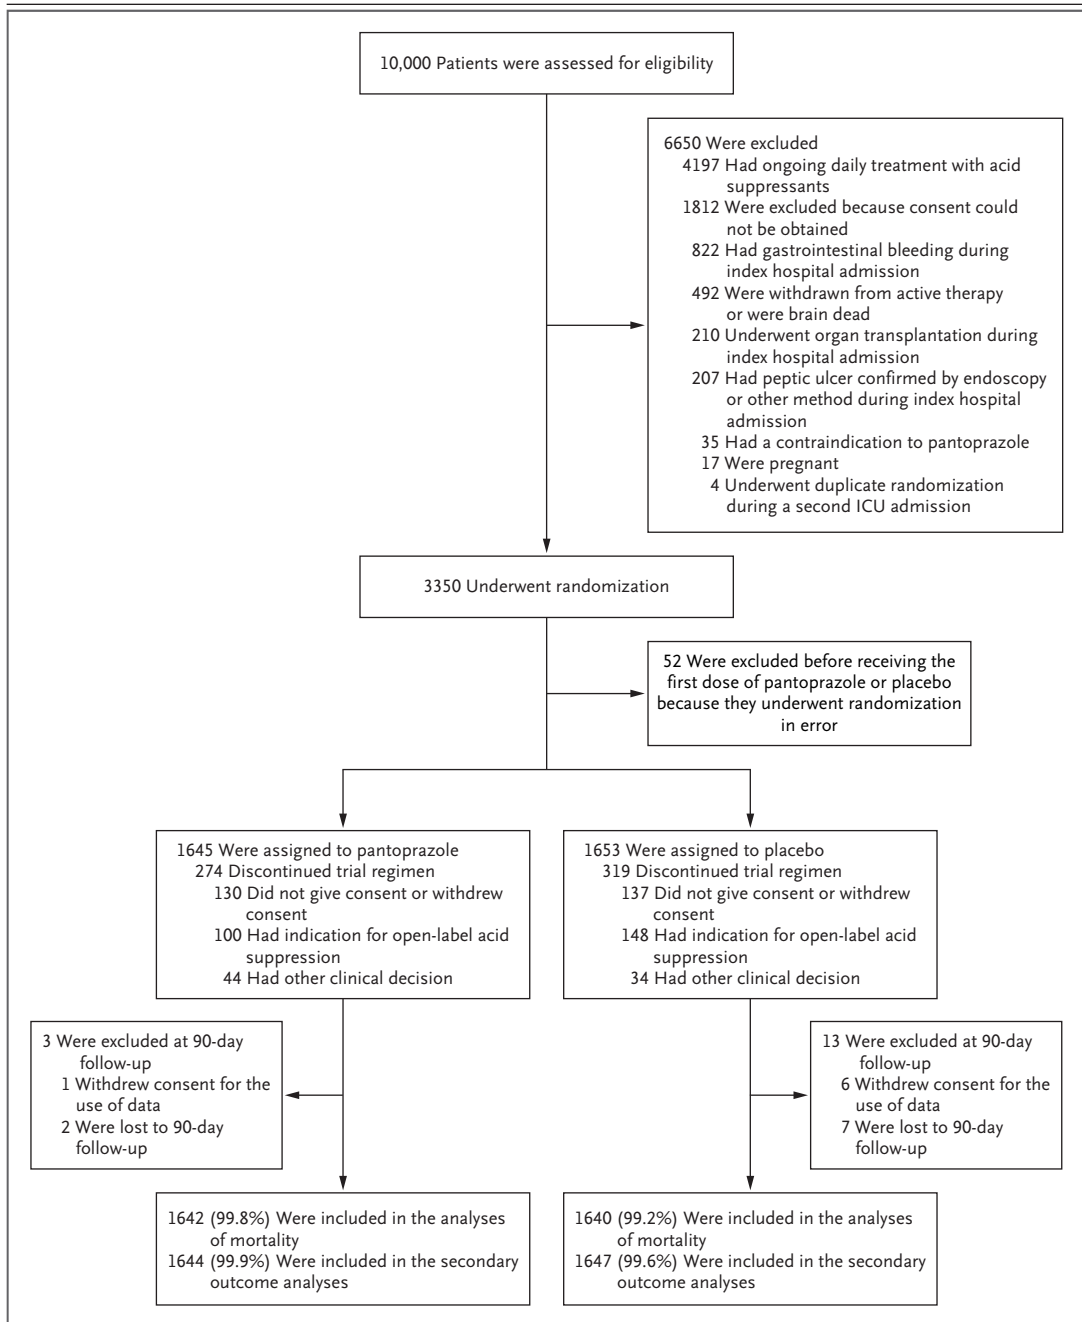 10,000 Patients were assessed for eligibility
6650 Were excluded
4197 Had ongoing daily treatment with acid
suppressants
1812 Were excluded because consent could
not be obtained
822 Had gastrointestinal bleeding during
index hospital admission
492 Were withdrawn from active therapy
or were brain dead
210 Underwent organ transplantation during
index hospital admission
207 Had peptic ulcer confirmed by endoscopy
or other method during index hospital
admission
35 Had a contraindication to pantoprazole
17 Were pregnant
4 Underwent duplicate randomization
during a second ICU admission
3350 Underwent randomization
52 Were excluded before receiving the
first dose of pantoprazole or placebo
because they underwent randomization
in error
1645 Were assigned to pantoprazole
274 Discontinued trial regimen
130 Did not give consent or withdrew
consent
100 Had indication for open-label acid
suppression
44 Had other clinical decision
1653 Were assigned to placebo
319 Discontinued trial regimen
137 Did not give consent or withdrew
consent
148 Had indication for open-label acid
suppression
34 Had other clinical decision
3 Were excluded at 90-day
follow-up
1 Withdrew consent for the
use of data
2 Were lost to 90-day
follow-up
13 Were excluded at 90-day
follow-up
6 Withdrew consent for the
use of data
7 Were lost to 90-day
follow-up
1642 (99.8%) Were included in the analyses
of mortality
1644 (99.9%) Were included in the secondary
outcome analyses
1640 (99.2%) Were included in the analyses
of mortality
1647 (99.6%) Were included in the secondary
outcome analyses